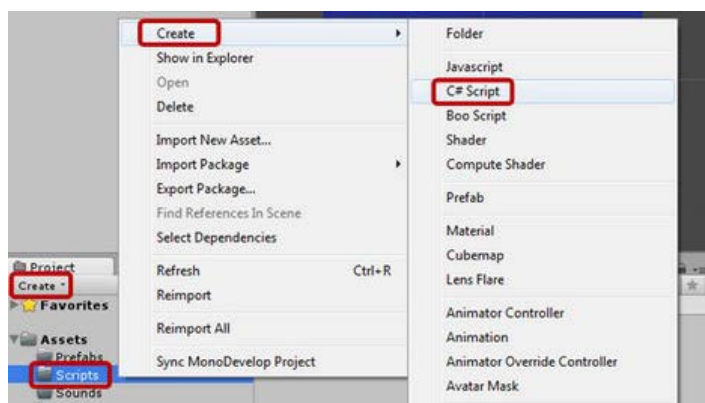 Create
Show in Explorer
Open
Delete
Import New Asset...
Import Package
Export Package...
Find References In Scene
Select Dependencies
Refresh Ctrl+R
Reimport
Reimport All
Sync MonoDevelop Project
Folder
Javascript
C# Script
Boo Script
Shader
Compute Shader
Prefab
Material
Cubemap
Lens Flare
Animator Controller
Animation
Animator Override Controller
Avatar Mask
Project
Create
Favorites
Assets
Prefabs
Scripts
Sounds